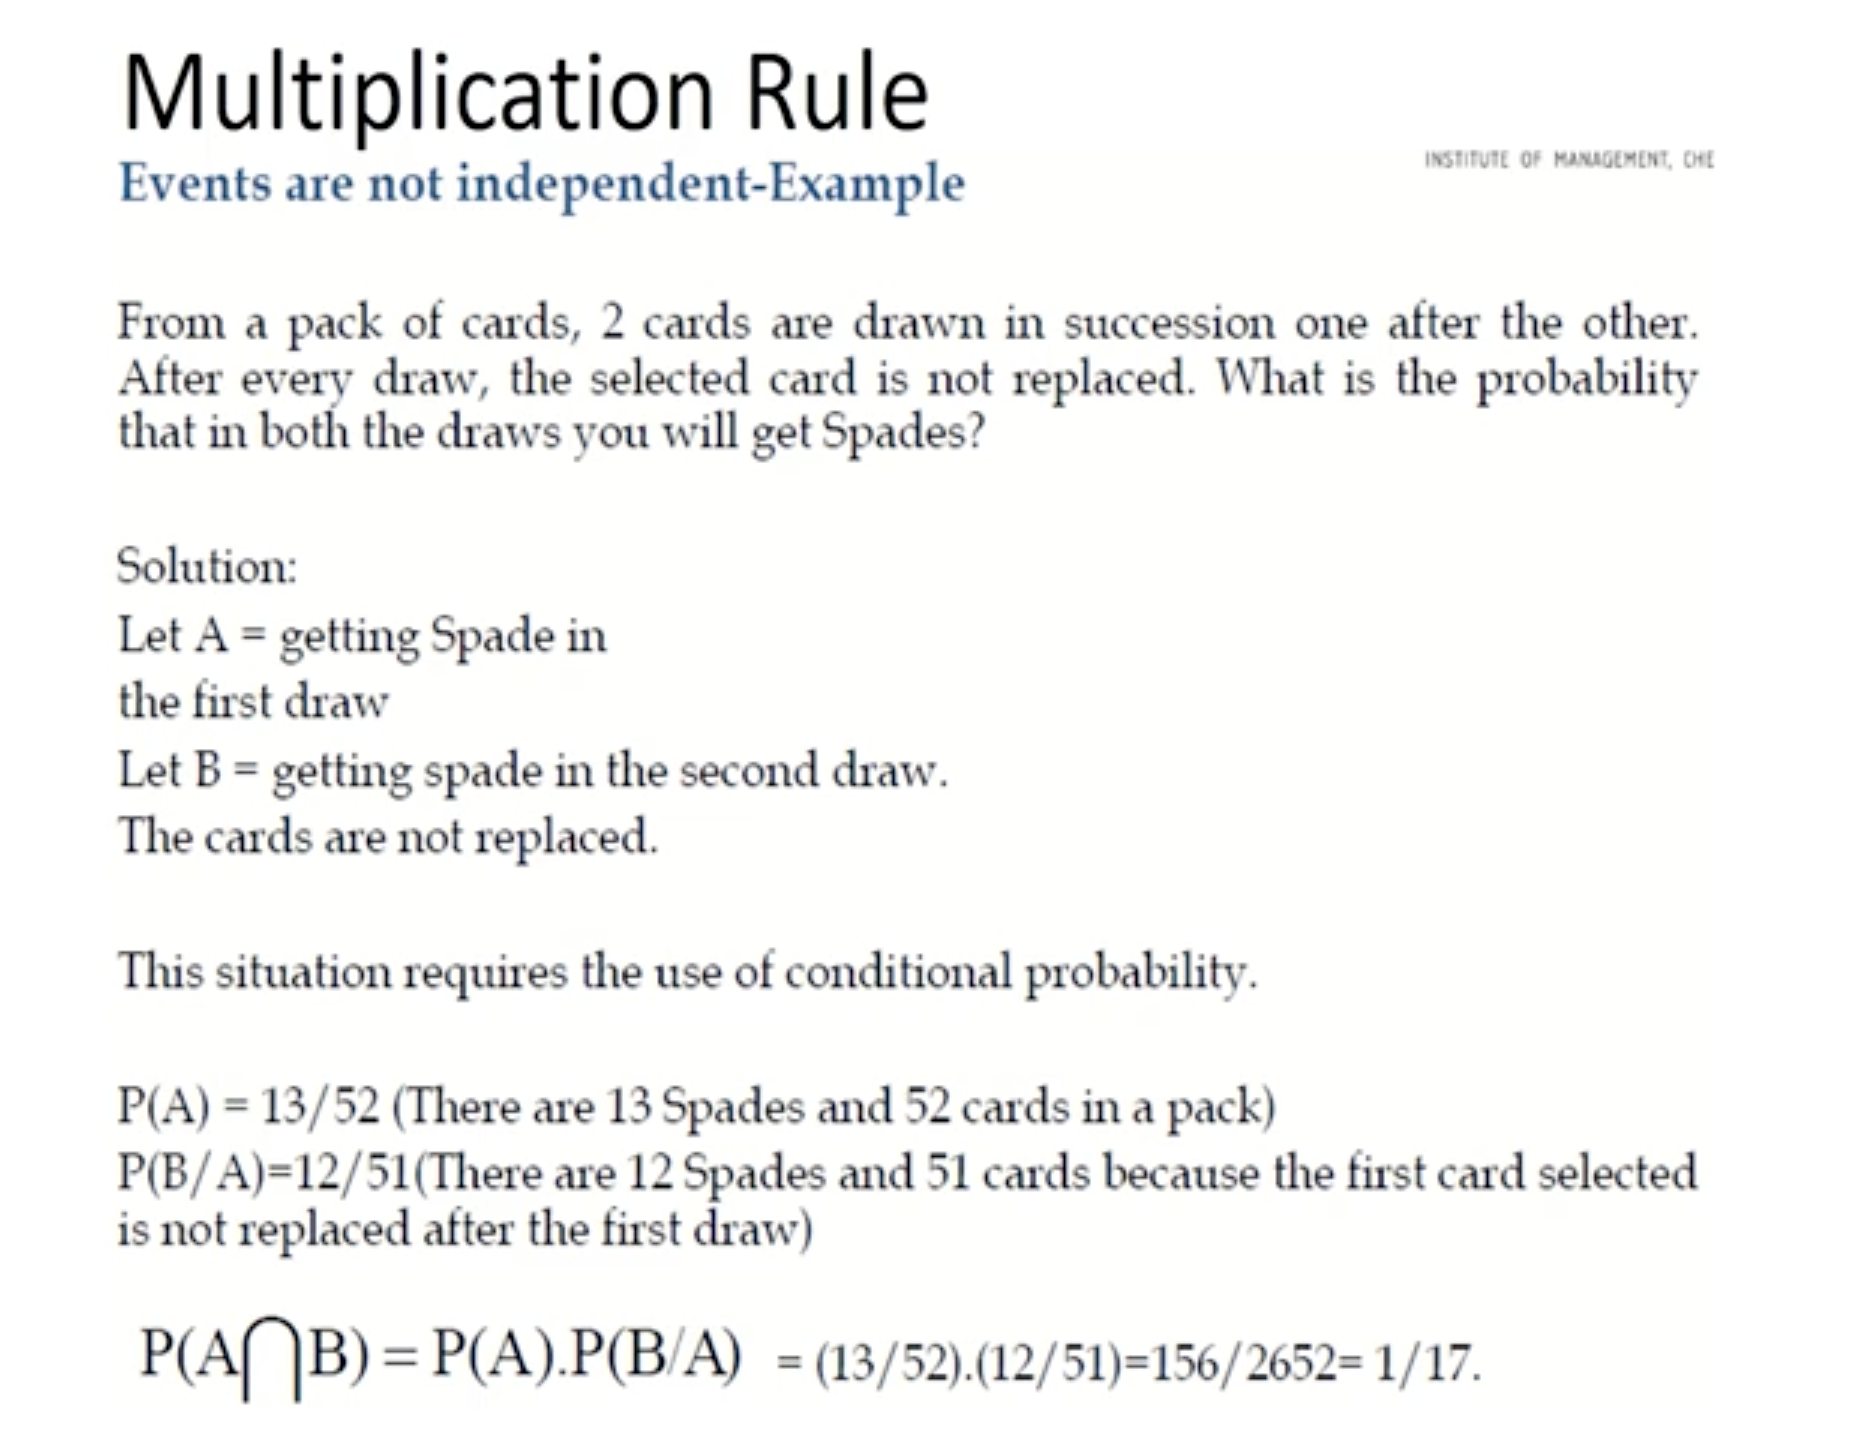 Multiplication Rule
Events are not independent-Example
INSTITUTE OF MANAGEMENT, CHE
From a pack of cards, 2 cards are drawn in succession one after the other.
After every draw, the selected card is not replaced. What is the probability
that in both the draws you will get Spades?
Solution:
Let A = getting Spade in
the first draw
Let B = getting spade in the second draw.
The cards are not replaced.
This situation requires the use of conditional probability.
P(A) = 13/52 (There are 13 Spades and 52 cards in a pack)
P(B/A)=12/51(There are 12 Spades and 51 cards because the first card selected
is not replaced after the first draw)
P(A⋂B) = P(A).P(B/A) = (13/52).(12/51)=156/2652= 1/17.